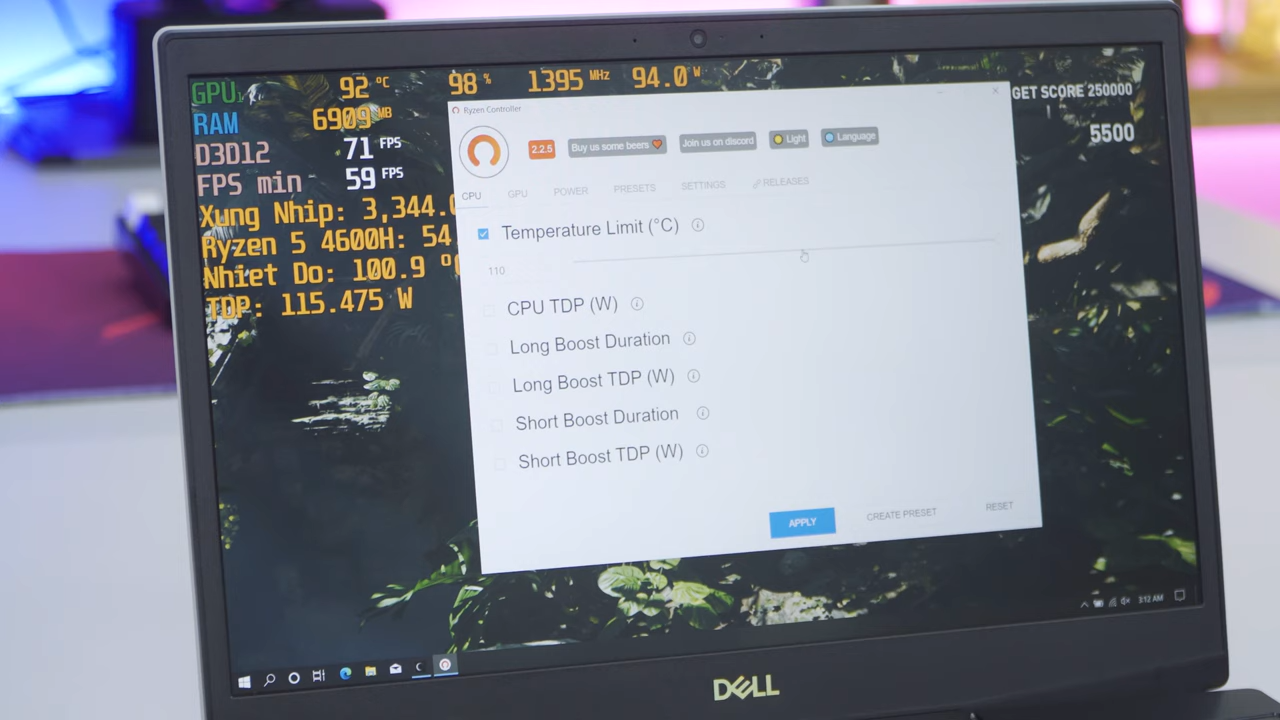 GPU 92 °C 98 % 1395 MHz 94.0 W
RAM 6909 MB
D3D12 71 FPS
FPS min 59 FPS
Xung Nhip: 3,344.0
Ryzen 5 4600H: 54
Nhiet Do: 100.9 °
TDP: 115.475 W
GET SCORE 250000
5500
Ryzen Controller
2.2.5 Buy us some beers Join us on discord Light Language
CPU GPU POWER PRESETS SETTINGS RELEASES
Temperature Limit (°C)
110
CPU TDP (W)
Long Boost Duration
Long Boost TDP (W)
Short Boost Duration
Short Boost TDP (W)
APPLY CREATE PRESET RESET
3:12 AM
DELL